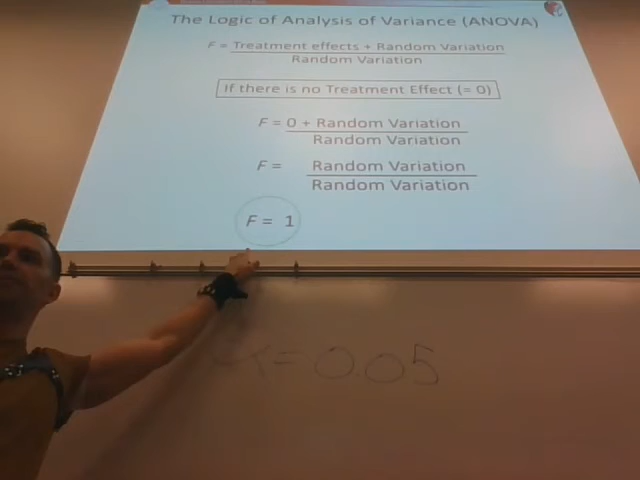 The Logic of Analysis of Variance (ANOVA)
F = Treatment effects + Random Variation
Random Variation
If there is no Treatment Effect (= 0)
F = 0 + Random Variation
Random Variation
F = Random Variation
Random Variation
F = 1
α = 0.05